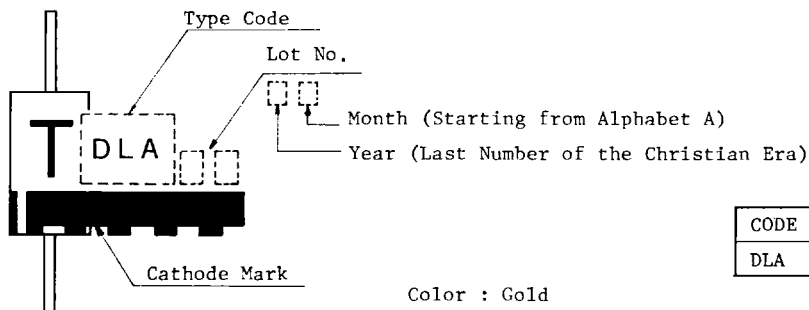 Type Code
Lot No.
T
DLA
Month (Starting from Alphabet A)
Year (Last Number of the Christian Era)
Cathode Mark
Color : Gold
CODE
DLA